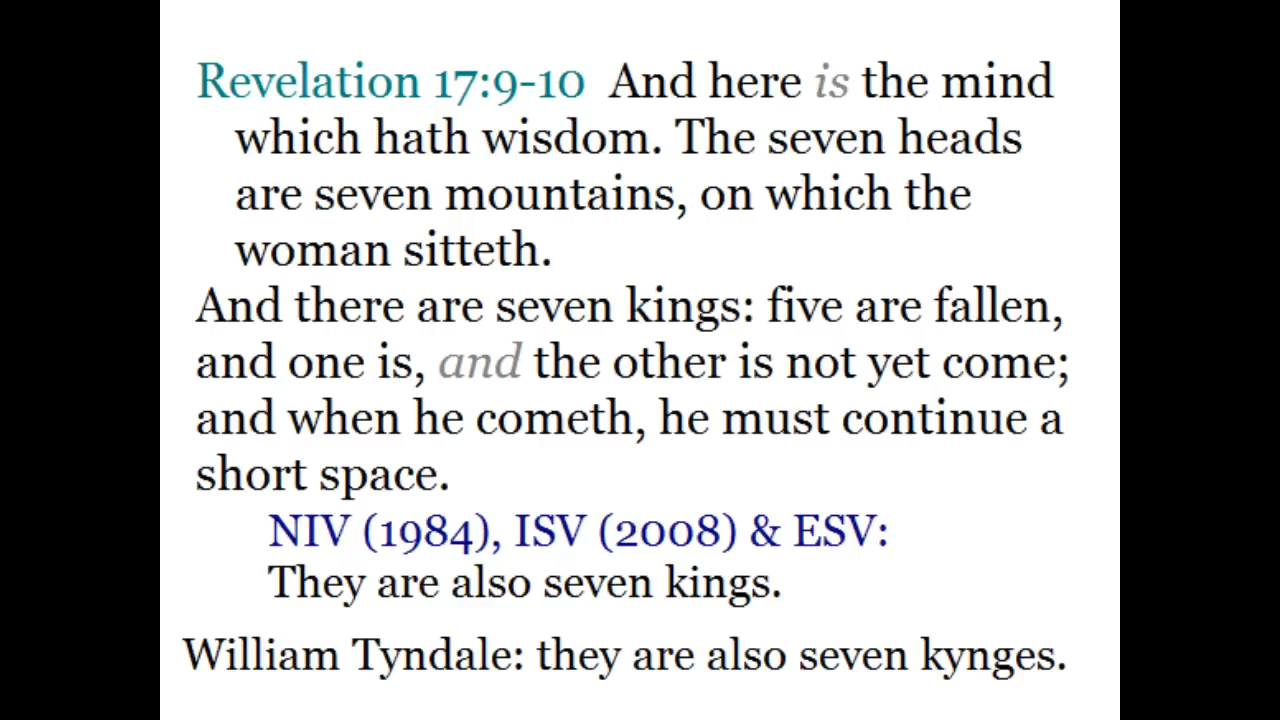 Revelation 17:9-10 And here is the mind
which hath wisdom. The seven heads
are seven mountains, on which the
woman sitteth.
And there are seven kings: five are fallen,
and one is, and the other is not yet come;
and when he cometh, he must continue a
short space.
NIV (1984), ISV (2008) & ESV:
They are also seven kings.
William Tyndale: they are also seven kynges.